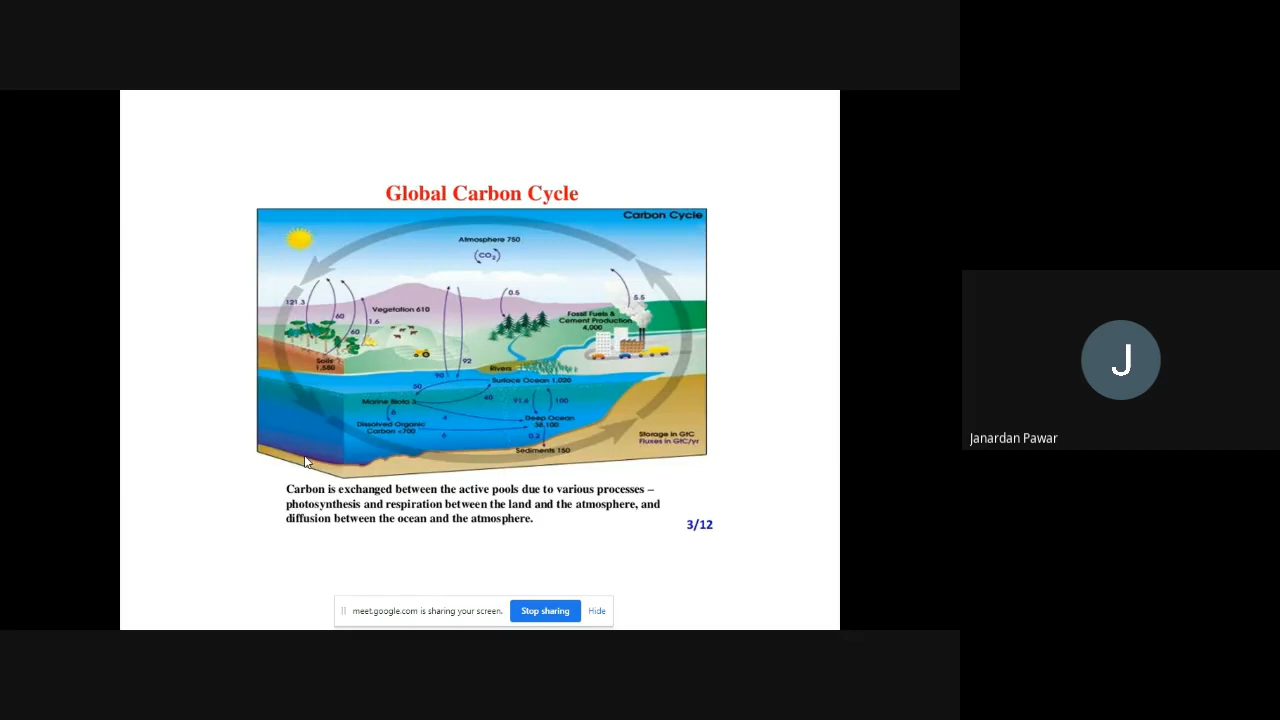 Global Carbon Cycle
Carbon Cycle
Atmosphere 750
CO2
121.3
60
60
1.6
Vegetation 610
0.5
5.5
Fossil Fuels &
Cement Production
4,000
Soils
1,580
92
90
Rivers
Surface Ocean 1,020
50
40
91.6
100
Marine Biota 3
6
4
6
Dissolved Organic
Carbon <700
Deep Ocean
38,100
0.2
Sediments 150
Storage in GtC
Fluxes in GtC/yr
Carbon is exchanged between the active pools due to various processes –
photosynthesis and respiration between the land and the atmosphere, and
diffusion between the ocean and the atmosphere.
3/12
meet.google.com is sharing your screen.
Stop sharing
Hide
J
Janardan Pawar